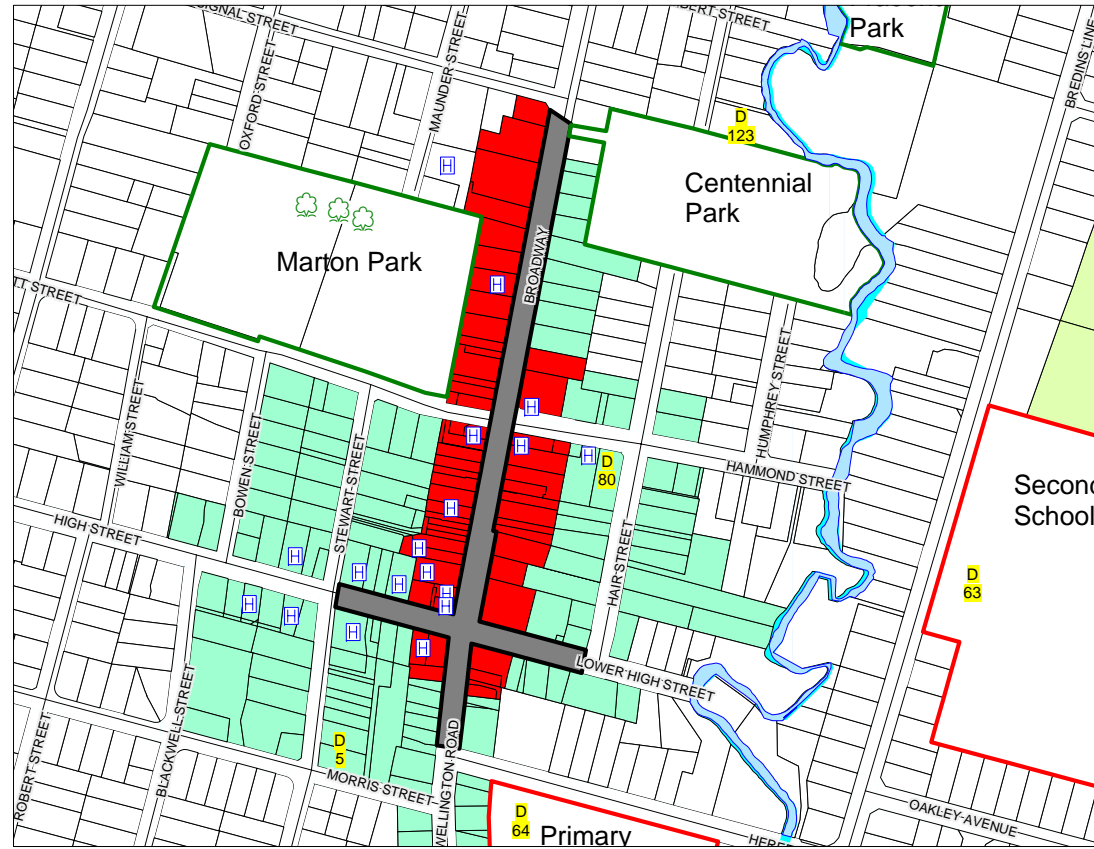 SIGNAL STREET
BERT STREET
Park
BREDINS LINE
OXFORD STREET
MAUNDER STREET
D
123
H
Centennial
Park
Marton Park
BROADWAY
H
TT STREET
HUMPHREY STREET
WILLIAM STREET
BOWEN STREET
STEWART STREET
H
H
H
H
D
80
HAMMOND STREET
Second
School
HIGH STREET
H
H
H
H
H
H
H
H
HAIR STREET
D
63
H
H
H
H
LOWER HIGH STREET
ROBERT STREET
BLACKWELL STREET
D
5
MORRIS STREET
WELLINGTON ROAD
D
64
Primary
HERE
OAKLEY AVENUE